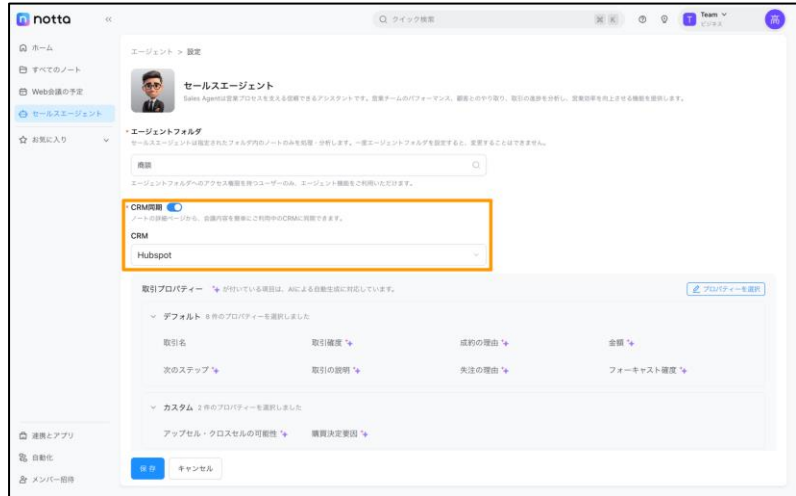 notta
クイック検索
⌘ K
T
Team
ビジネス
高
ホーム
すべてのノート
Web会議の予定
セールスエージェント
お気に入り
エージェント > 設定
セールスエージェント
Sales Agentは営業プロセスを支える信頼できるアシスタントです。営業チームのパフォーマンス、顧客とのやり取り、取引の進捗を分析し、営業効率を向上させる機能を提供します。
エージェントフォルダ
セールスエージェントは指定されたフォルダ内のノートのみを処理・分析します。一度エージェントフォルダを設定すると、変更することはできません。
商談
エージェントフォルダへのアクセス権限を持つユーザーのみ、エージェント機能をご利用いただけます。
CRM同期
ノートの詳細ページから、会議内容を簡単にご利用中のCRMに同期できます。
CRM
Hubspot
取引プロパティー が付いている項目は、AIによる自動生成に対応しています。
プロパティーを選択
デフォルト 8 件のプロパティーを選択しました
取引名 取引確度 成約の理由 金額
次のステップ 取引の説明 失注の理由 フォーキャスト確度
カスタム 2 件のプロパティーを選択しました
アップセル・クロスセルの可能性 購買決定要因
連携とアプリ
自動化
メンバー招待
保存 キャンセル